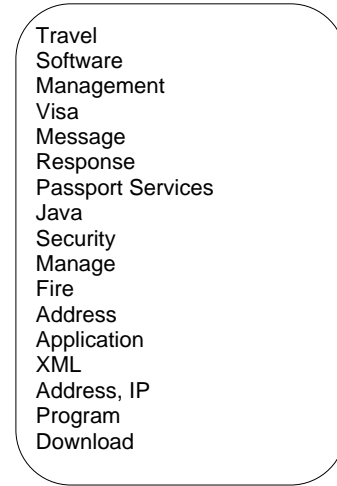 Travel
Software
Management
Visa
Message
Response
Passport Services
Java
Security
Manage
Fire
Address
Application
XML
Address, IP
Program
Download